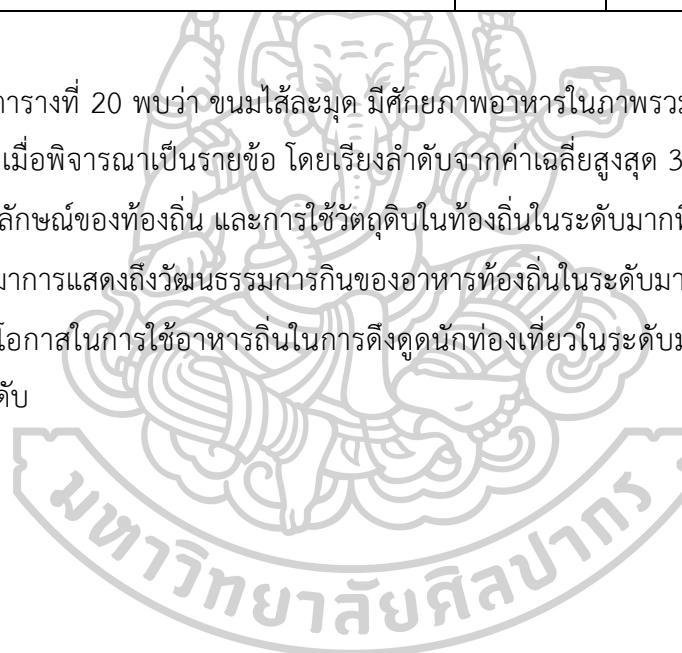 ตารางที่ 20 พบว่า ขนมไส้ละมุด มีศักยภาพอาหารในภาพรวม
เมื่อพิจารณาเป็นรายข้อ โดยเรียงลำดับจากค่าเฉลี่ยสูงสุด 3
ลักษณ์ของท้องถิ่น และการใช้วัตถุดิบในท้องถิ่นในระดับมากที
มาการแสดงถึงวัฒนธรรมการกินของอาหารท้องถิ่นในระดับมา
โอกาสในการใช้อาหารถิ่นในการดึงดูดนักท่องเที่ยวในระดับม
ดับ
มหาวิทยาลัยศิลปากร